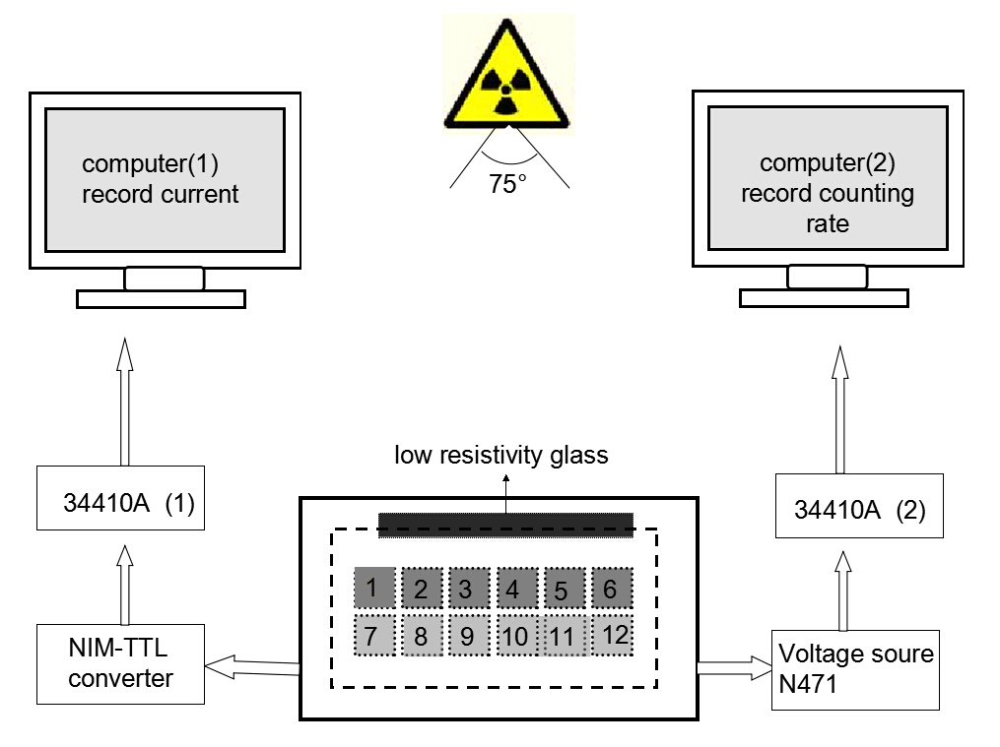 computer(1)
record current
75°
computer(2)
record counting
rate
low resistivity glass
34410A (1)
34410A (2)
1 2 3 4 5 6
7 8 9 10 11 12
NIM-TTL
converter
Voltage soure
N471